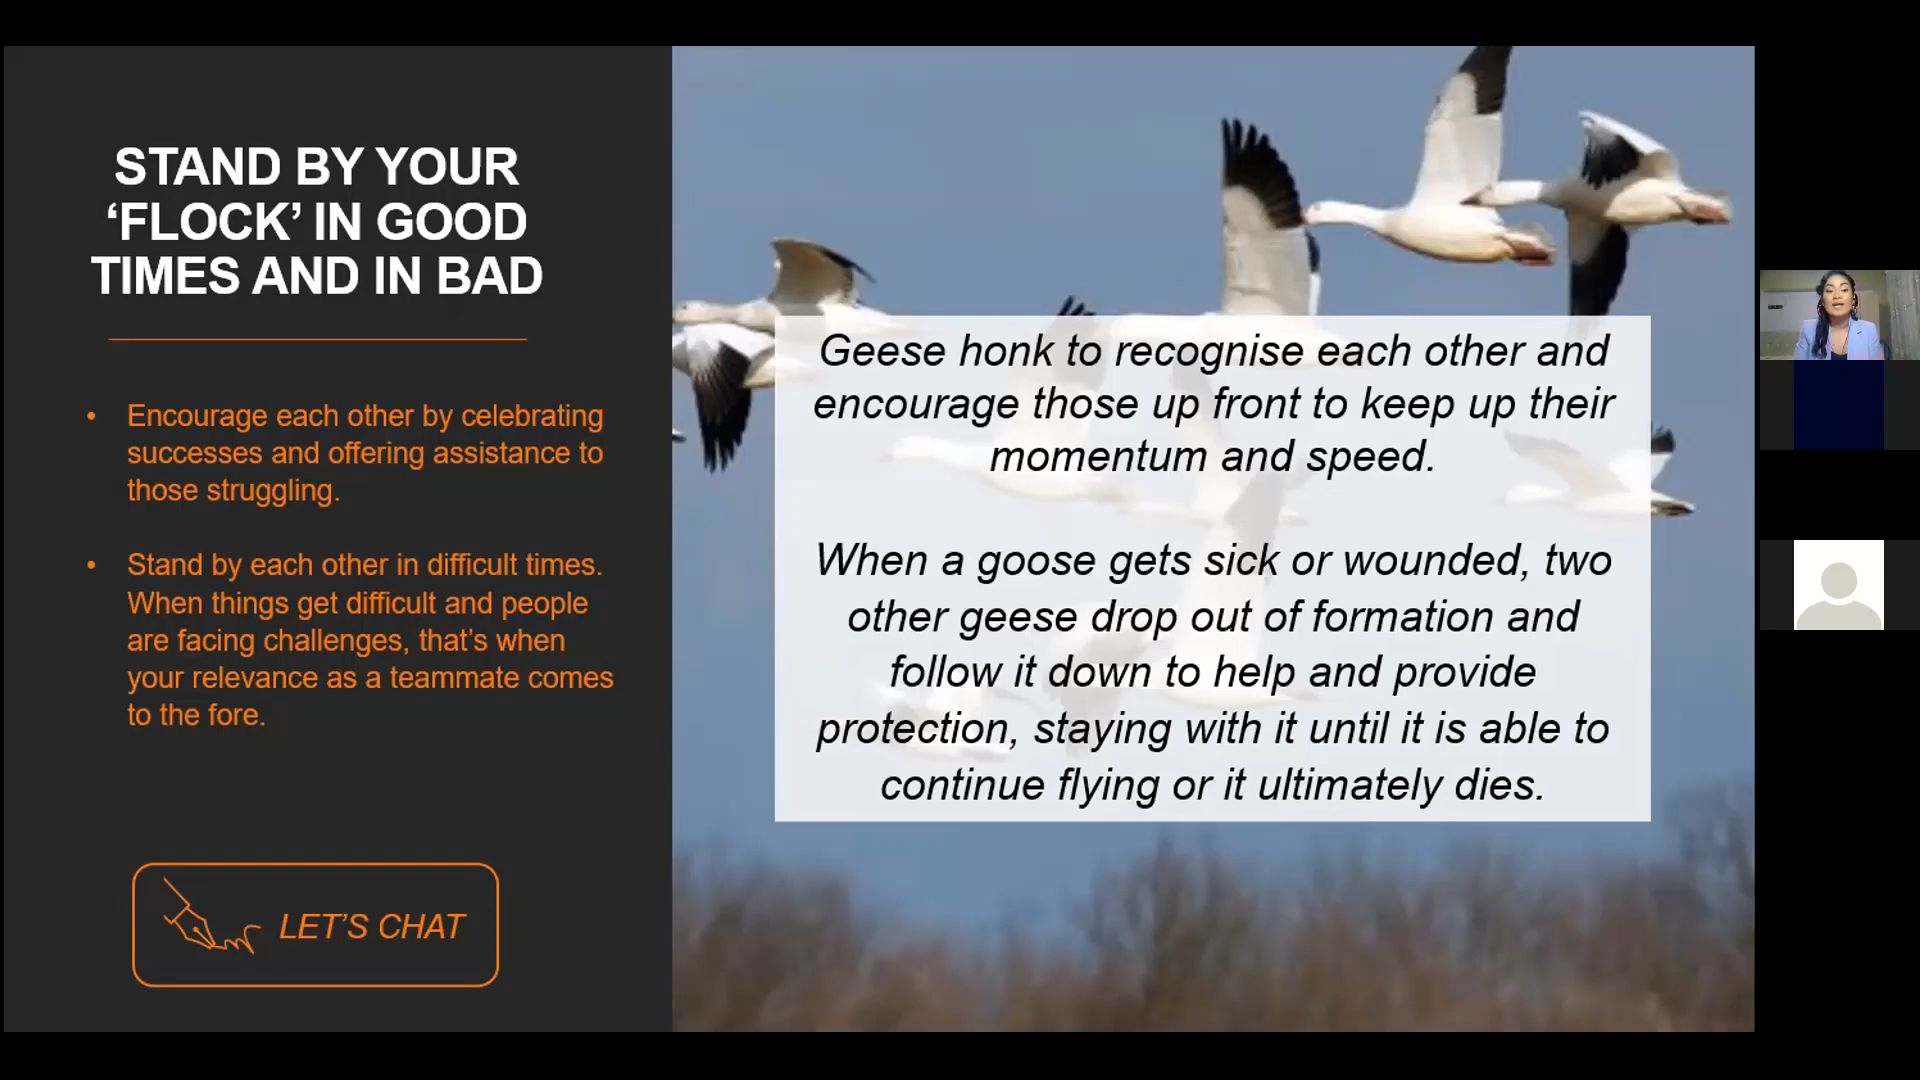 STAND BY YOUR
‘FLOCK’ IN GOOD
TIMES AND IN BAD
• Encourage each other by celebrating
successes and offering assistance to
those struggling.
• Stand by each other in difficult times.
When things get difficult and people
are facing challenges, that’s when
your relevance as a teammate comes
to the fore.
LET’S CHAT
Geese honk to recognise each other and
encourage those up front to keep up their
momentum and speed.
When a goose gets sick or wounded, two
other geese drop out of formation and
follow it down to help and provide
protection, staying with it until it is able to
continue flying or it ultimately dies.